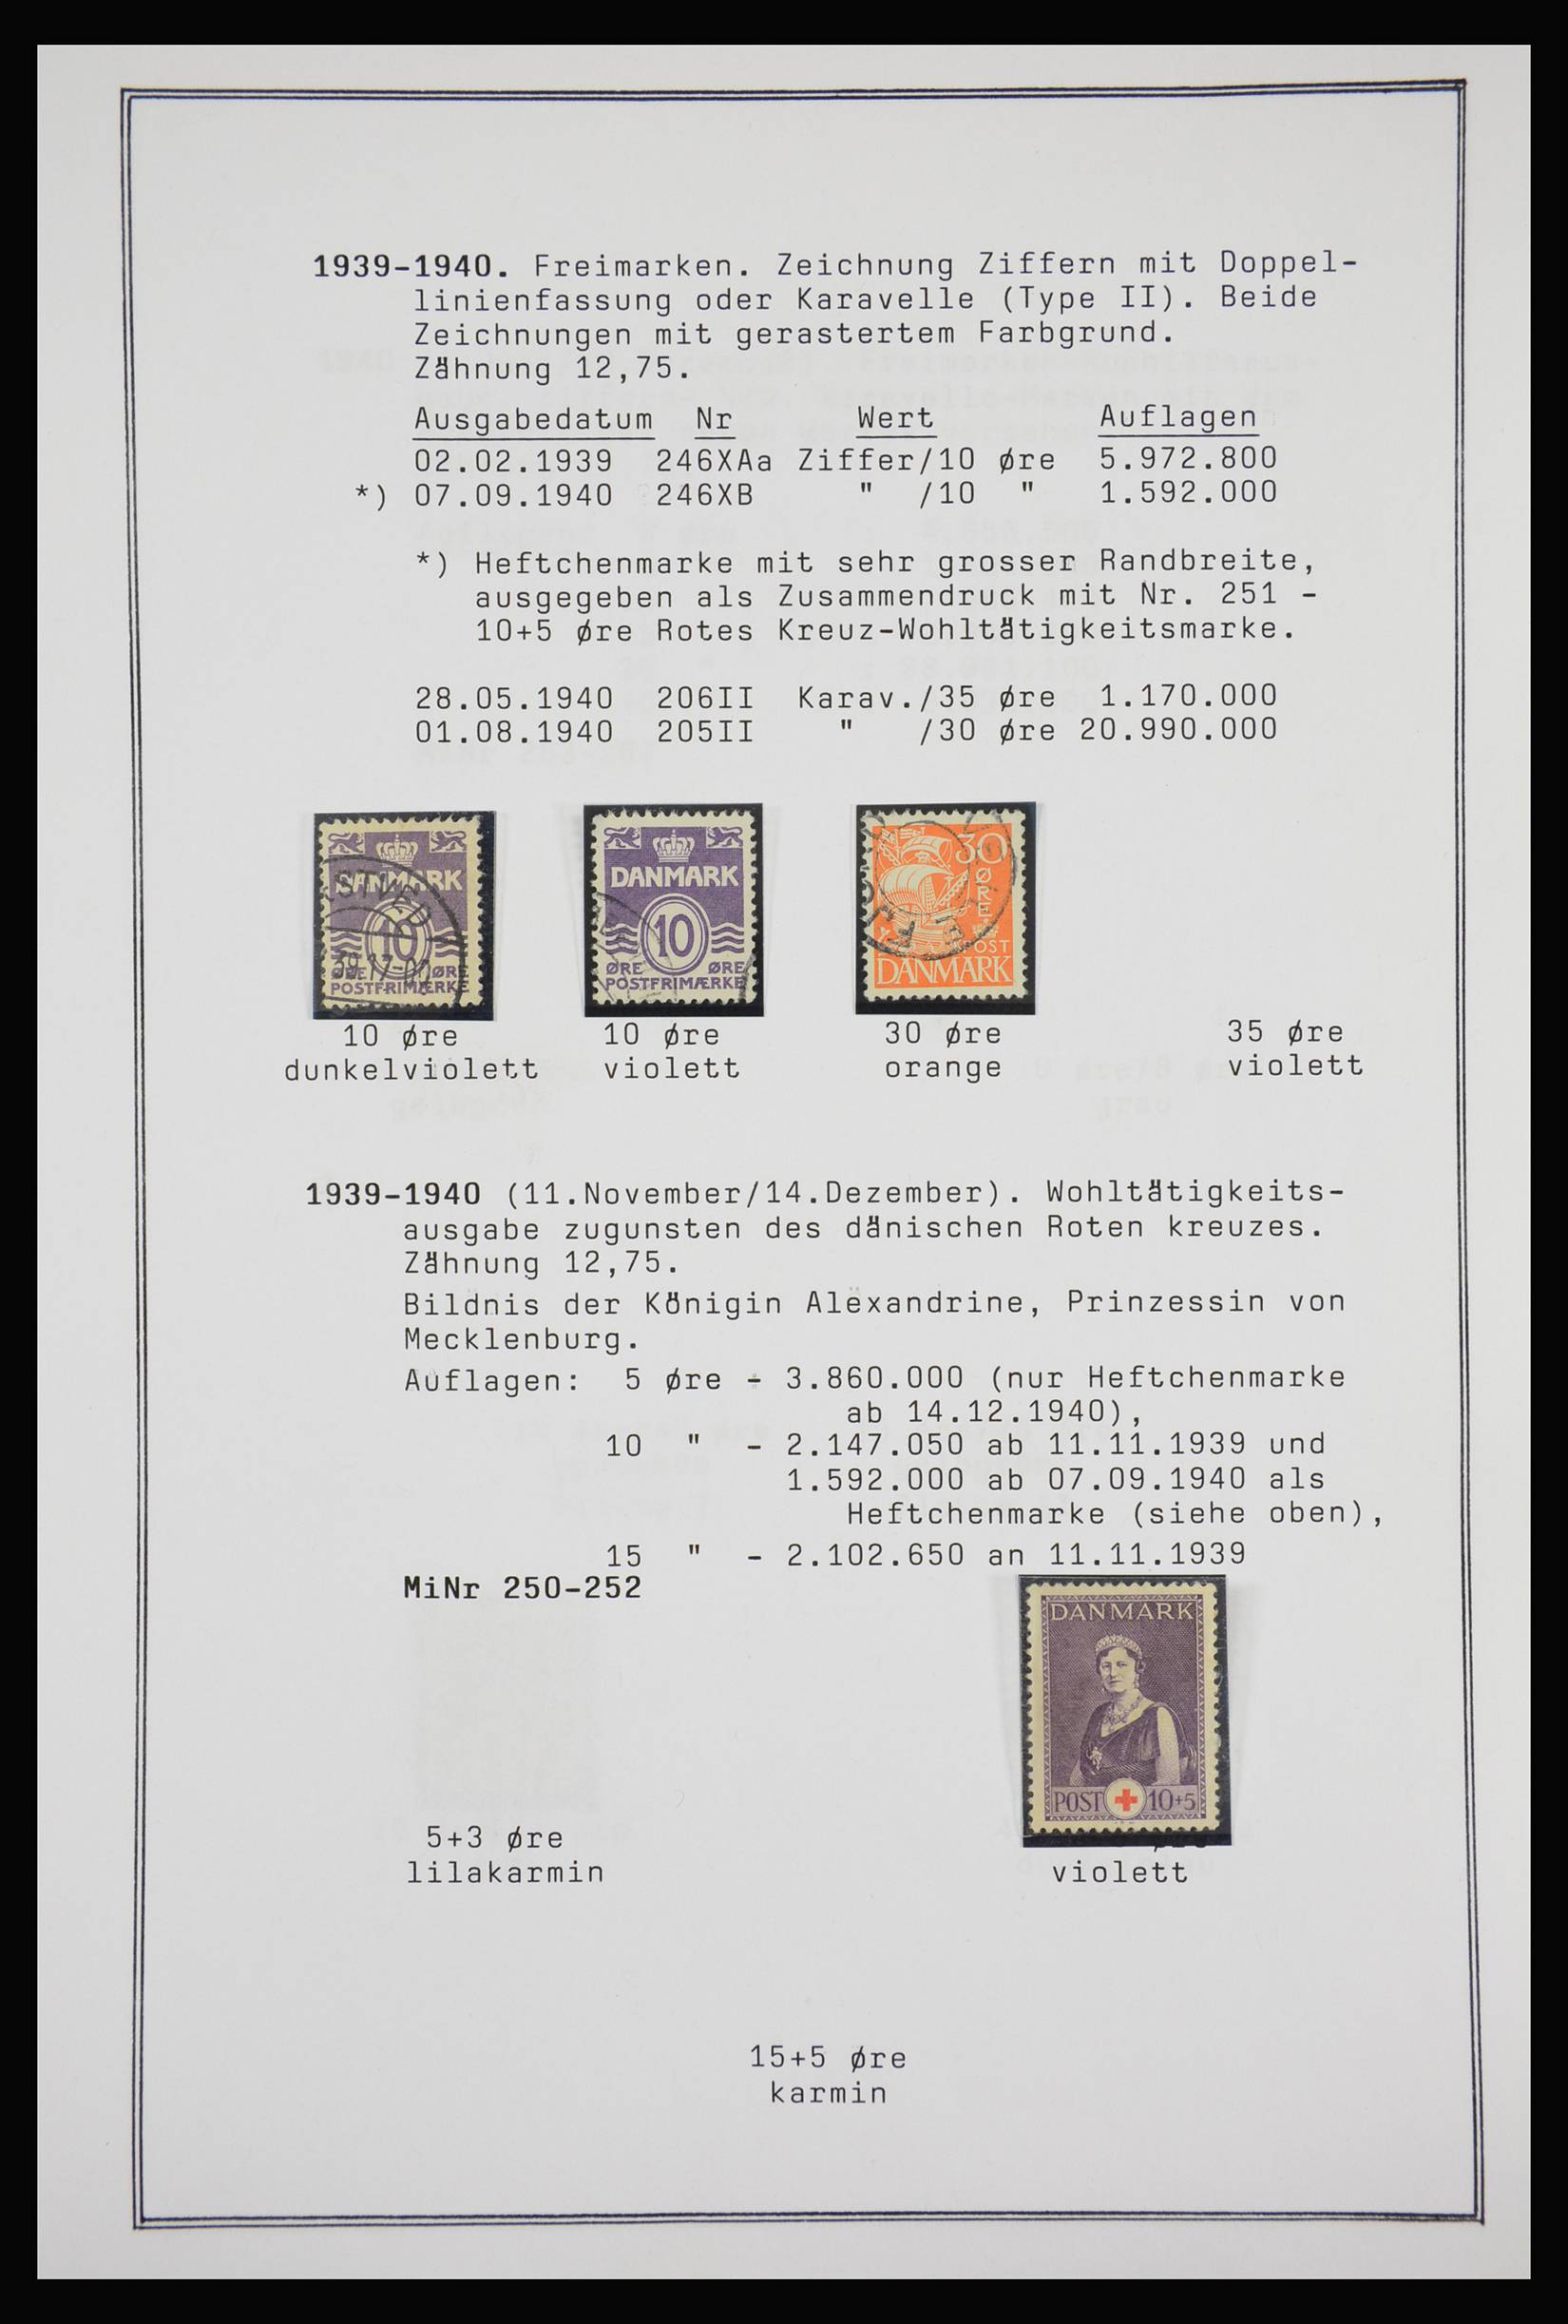 1939-1940. Freimarken. Zeichnung Ziffern mit Doppel-
linienfassung oder Karavelle (Type II). Beide
Zeichnungen mit gerastertem Farbgrund.
Zähnung 12,75.
Ausgabedatum Nr Wert Auflagen
02.02.1939 246XAa Ziffer/10 øre 5.972.800
*) 07.09.1940 246XB " /10 " 1.592.000
*) Heftchenmarke mit sehr grosser Randbreite,
ausgegeben als Zusammendruck mit Nr. 251 -
10+5 øre Rotes Kreuz-Wohltätigkeitsmarke.
28.05.1940 206II Karav./35 øre 1.170.000
01.08.1940 205II " /30 øre 20.990.000
DANMARK
10
ØRE ØRE
POSTFRIMÆRKE
STVED
39.17-00
DANMARK
10
ØRE ØRE
POSTFRIMÆRKE
30
ØRE
POST
DANMARK
10 øre
dunkelviolett
10 øre
violett
30 øre
orange
35 øre
violett
1939-1940 (11.November/14.Dezember). Wohltätigkeits-
ausgabe zugunsten des dänischen Roten kreuzes.
Zähnung 12,75.
Bildnis der Königin Alexandrine, Prinzessin von
Mecklenburg.
Auflagen: 5 øre - 3.860.000 (nur Heftchenmarke
ab 14.12.1940),
10 " - 2.147.050 ab 11.11.1939 und
1.592.000 ab 07.09.1940 als
Heftchenmarke (siehe oben),
15 " - 2.102.650 an 11.11.1939
MiNr 250-252
DANMARK
POST 10+5
5+3 øre
lilakarmin
violett
15+5 øre
karmin